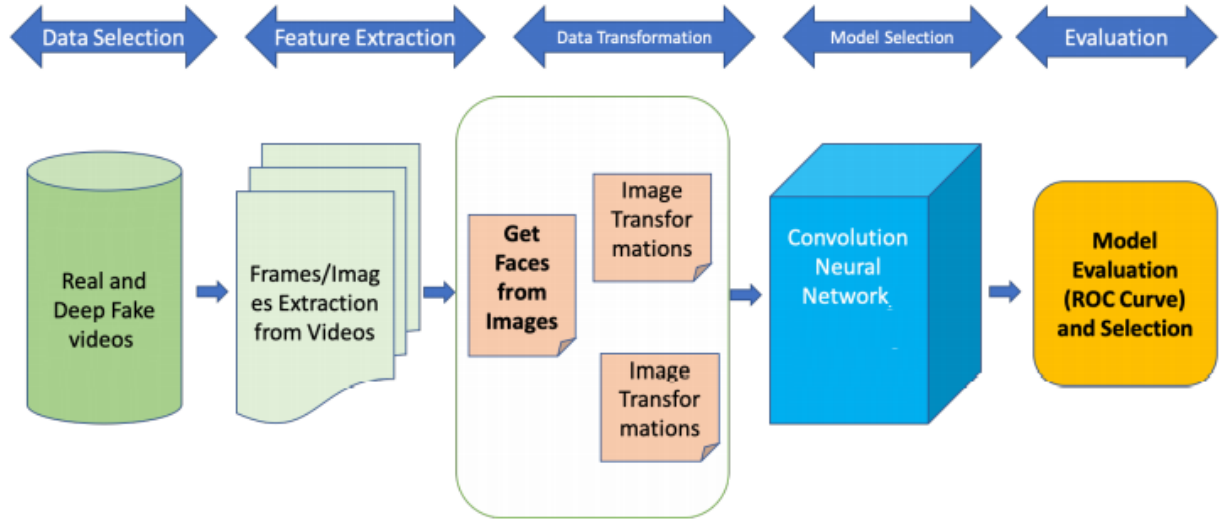 Data Selection
Feature Extraction
Data Transformation
Model Selection
Evaluation
Real and
Deep Fake
videos
Frames/Imag
es Extraction
from Videos
Get
Faces
from
Images
Image
Transfor
mations
Image
Transfor
mations
Convolution
Neural
Network
Model
Evaluation
(ROC Curve)
and Selection